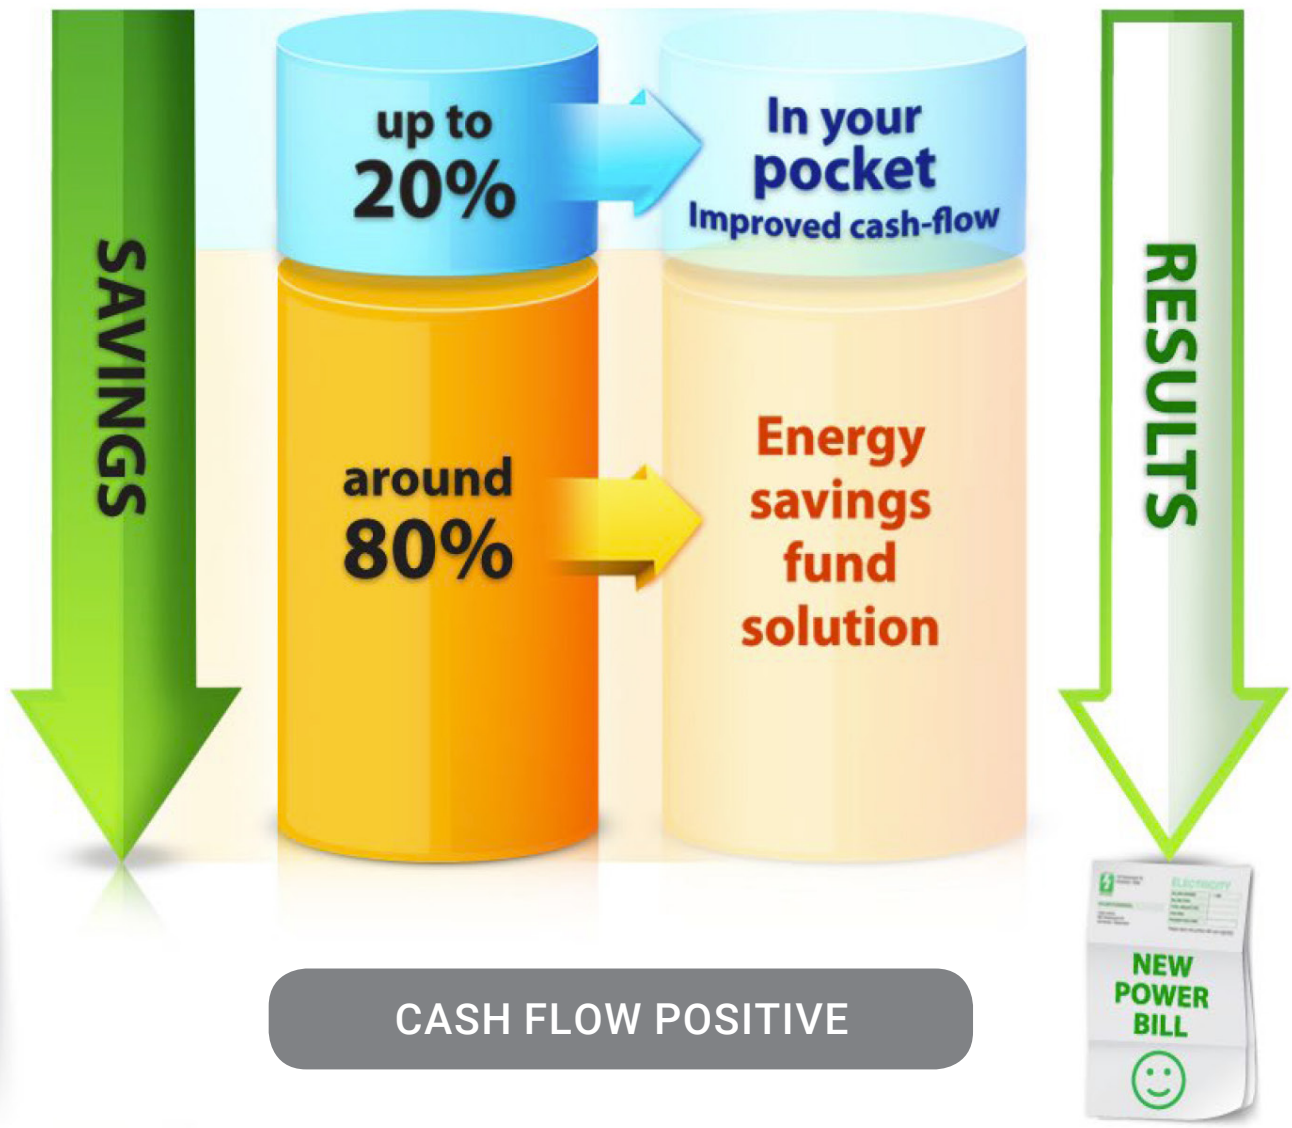 SAVINGS
up to
20%
In your
pocket
Improved cash-flow
around
80%
Energy
savings
fund
solution
RESULTS
ELECTRICITY
NEW
POWER
BILL
CASH FLOW POSITIVE